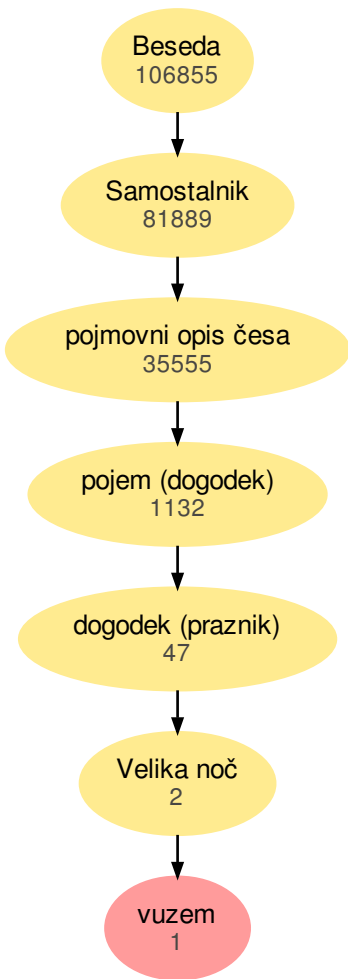 Beseda
106855
Samostalnik
81889
pojmovni opis česa
35555
pojem (dogodek)
1132
dogodek (praznik)
47
Velika noč
2
vuzem
1